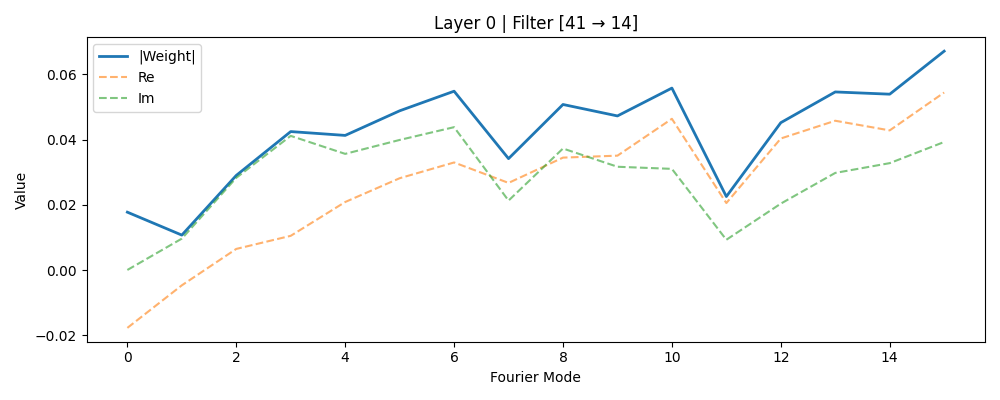 Layer 0 | Filter [41 → 14]
|Weight|
Re
Im
Value
0.06
0.04
0.02
0.00
−0.02
0 2 4 6 8 10 12 14
Fourier Mode